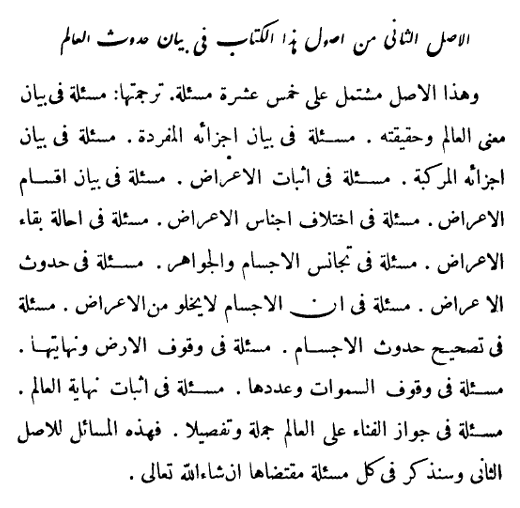 الاصل الثانى من اصول هذا الكتاب فى بيان حدوث العالم
وهذا الاصل مشتمل على خمس عشرة مسئلة. ترجمتها: مسئلة فى بيان
معنى العالم وحقيقته . مسئلة فى بيان اجزائه المفردة . مسئلة فى بيان
اجزائه المركبة . مسئلة فى اثبات الاعراض . مسئلة فى بيان اقسام
الاعراض . مسئلة فى اختلاف اجناس الاعراض . مسئلة فى احالة بقاء
الاعراض . مسئلة فى تجانس الاجسام والجواهر . مسئلة فى حدوث
الاعراض . مسئلة فى ان الاجسام لايخلو من الاعراض . مسئلة
فى تصحيح حدوث الاجسام . مسئلة فى وقوف الارض ونهايتها .
مسئلة فى وقوف السموات وعددها . مسئلة فى اثبات نهاية العالم .
مسئلة فى جواز الفناء على العالم جملة وتفصيلا . فهذه المسائل للاصل
الثانى وسنذكر فى كل مسئلة مقتضاها ان شاء الله تعالى .